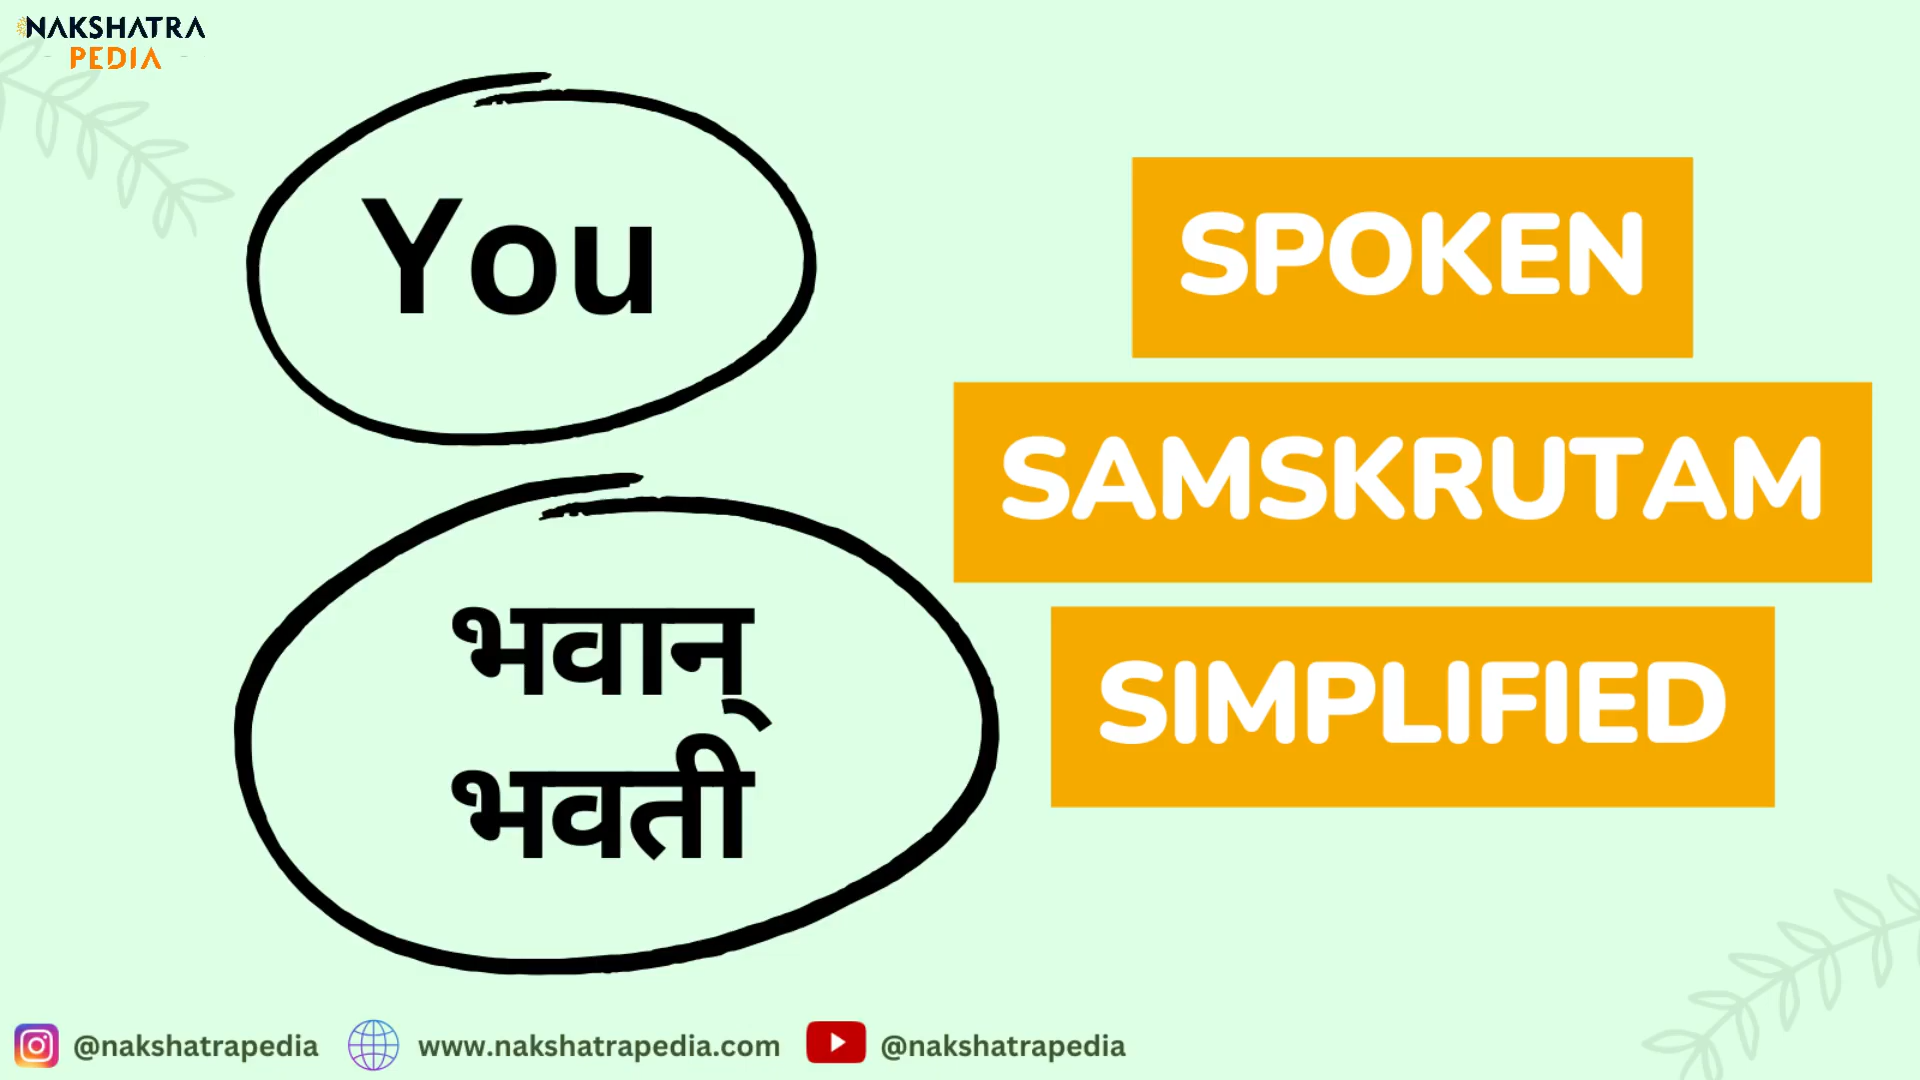 NAKSHATRA
PEDIA
You
भवान्
भवती
SPOKEN
SAMSKRUTAM
SIMPLIFIED
@nakshatrapedia www.nakshatrapedia.com @nakshatrapedia